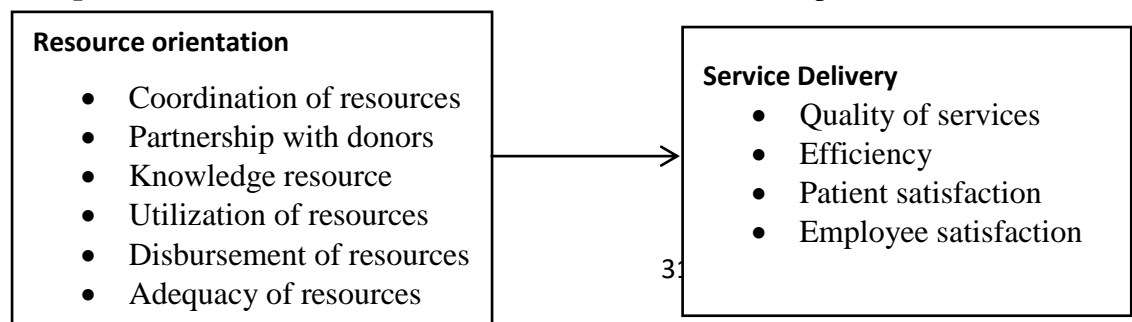 Resource orientation
• Coordination of resources
• Partnership with donors
• Knowledge resource
• Utilization of resources
• Disbursement of resources
• Adequacy of resources
Service Delivery
• Quality of services
• Efficiency
• Patient satisfaction
• Employee satisfaction